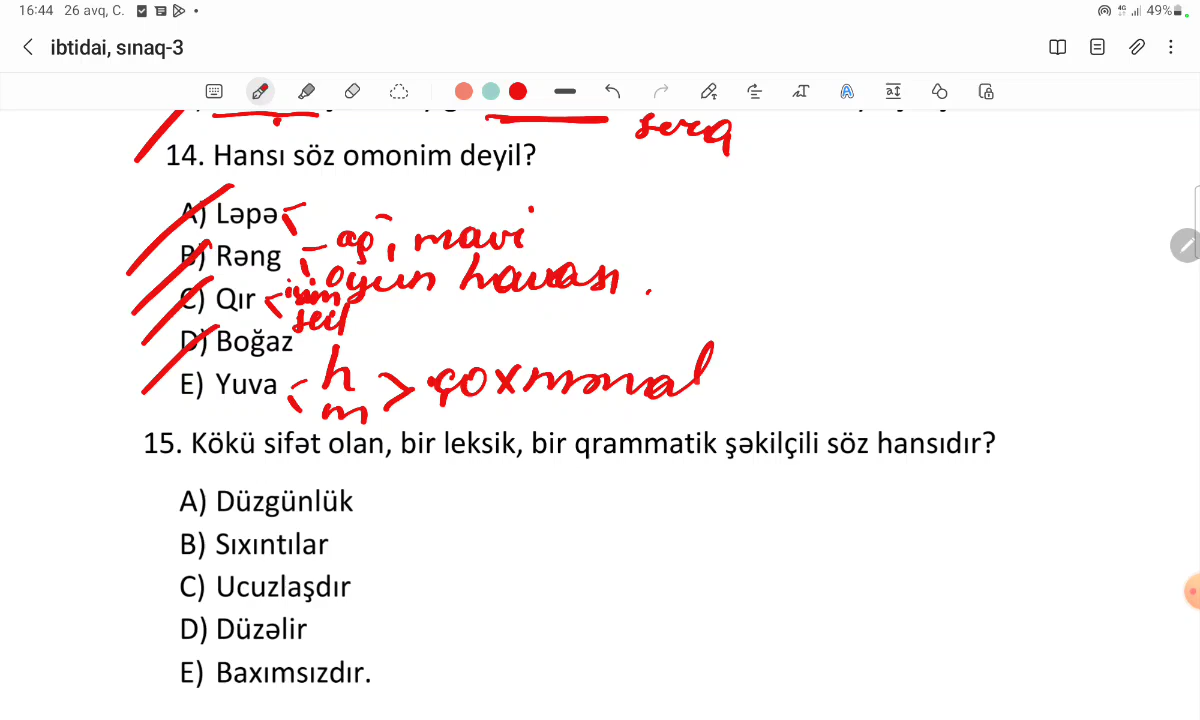 16:44 26 avq, C. 49%
ibtidai, sınaq-3
serq
14. Hansı söz omonim deyil?
A) Ləpə
B) Rəng ağ, mavi
oyun havası.
C) Qır isim
feil
D) Boğaz
E) Yuva h m > çoxmənal
15. Kökü sifət olan, bir leksik, bir qrammatik şəkilçili söz hansıdır?
A) Düzgünlük
B) Sıxıntılar
C) Ucuzlaşdır
D) Düzəlir
E) Baxımsızdır.